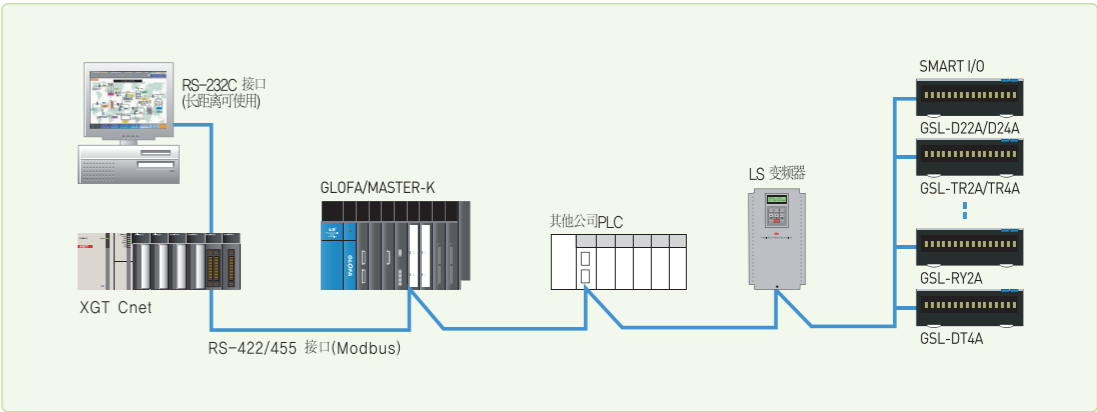 RS-232C 接口
(长距离可使用)
SMART I/O
GSL-D22A/D24A
GSL-TR2A/TR4A
LS 变频器
GLOFA/MASTER-K
其他公司PLC
GLOFA
GSL-RY2A
XGT Cnet
GSL-DT4A
RS-422/455 接口(Modbus)